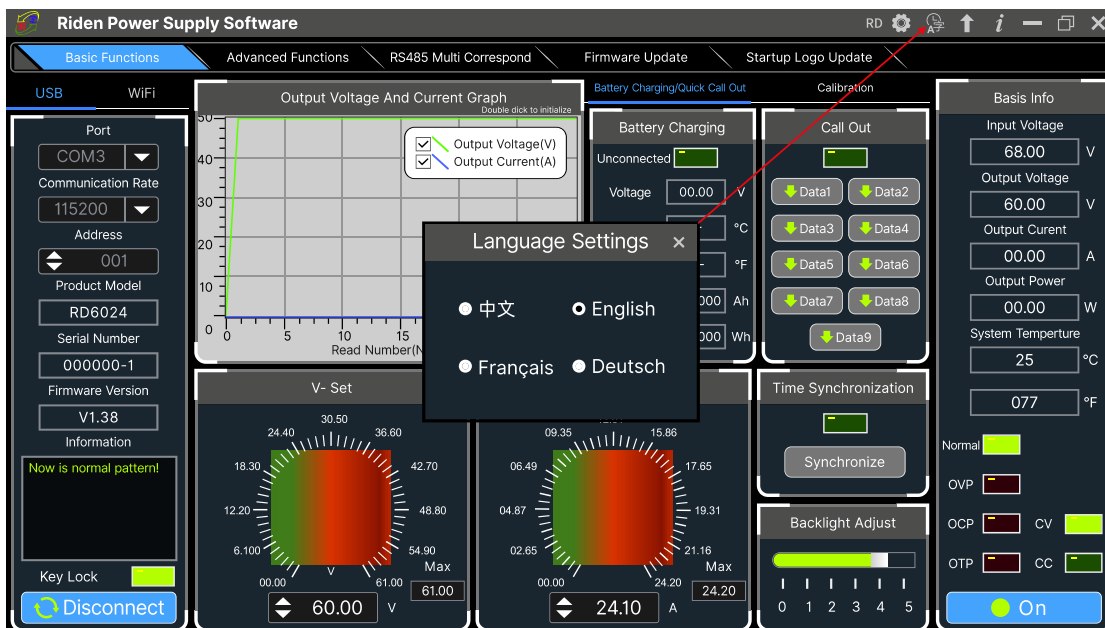 Riden Power Supply Software
RD
Basic Functions
Advanced Functions
RS485 Multi Correspond
Firmware Update
Startup Logo Update
USB
WiFi
Port
COM3
Communication Rate
115200
Address
001
Product Model
RD6024
Serial Number
000000-1
Firmware Version
V1.38
Information
Now is normal pattern!
Key Lock
Disconnect
Output Voltage And Current Graph
Double dick to initialize
50
40
30
20
10
0
0 5 10 15
Read Number(N
Output Voltage(V)
Output Current(A)
Battery Charging/Quick Call Out
Calibration
Battery Charging
Unconnected
Voltage 00.00 V
°C
°F
000 Ah
000 Wh
Call Out
Data1 Data2
Data3 Data4
Data5 Data6
Data7 Data8
Data9
Language Settings ×
中文 English
Français Deutsch
V- Set
30.50
24.40 36.60
18.30 42.70
12.20 48.80
6.100 54.90
00.00 V 61.00
Max
61.00
60.00 V
09.35 15.86
06.49 17.65
04.87 19.31
02.65 21.16
00.00 A 24.20
Max
24.20
24.10 A
Time Synchronization
Synchronize
Backlight Adjust
0 1 2 3 4 5
Basis Info
Input Voltage
68.00 V
Output Voltage
60.00 V
Output Curent
00.00 A
Output Power
00.00 W
System Temperture
25 °C
077 °F
Normal
OVP
OCP CV
OTP CC
On